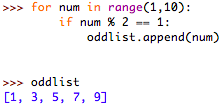 >>> for num in range(1,10):
        if num % 2 == 1:
            oddlist.append(num)
>>> oddlist
[1, 3, 5, 7, 9]